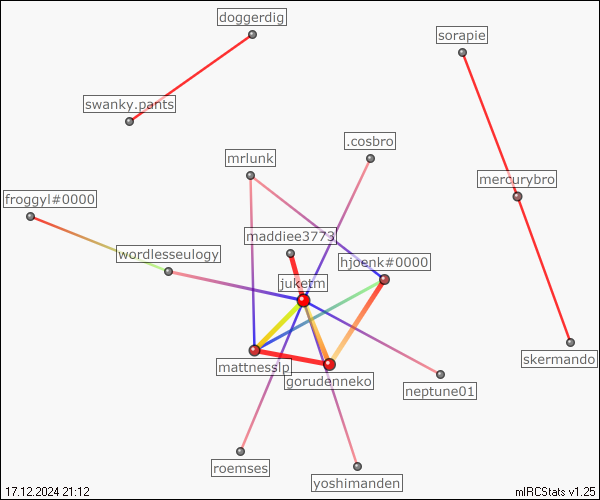 doggerdig
sorapie
swanky.pants
.cosbro
mrlunk
mercurybro
froggyl#0000
maddiee3773
wordlesseulogy
hjoenk#0000
juketm
skermando
mattnesslp
gorudenneko
neptune01
roemses
yoshimanden
17.12.2024 21:12
mIRCStats v1.25